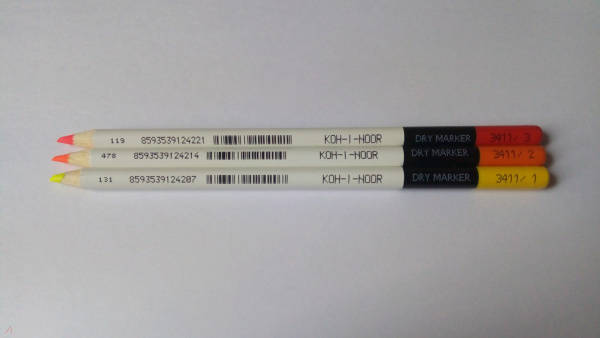 119 8593539124221 KOH-I-NOOR DRY MARKER 3411/ 3
478 8593539124214 KOH-I-NOOR DRY MARKER 3411/ 2
131 8593539124207 KOH-I-NOOR DRY MARKER 3411/ 1